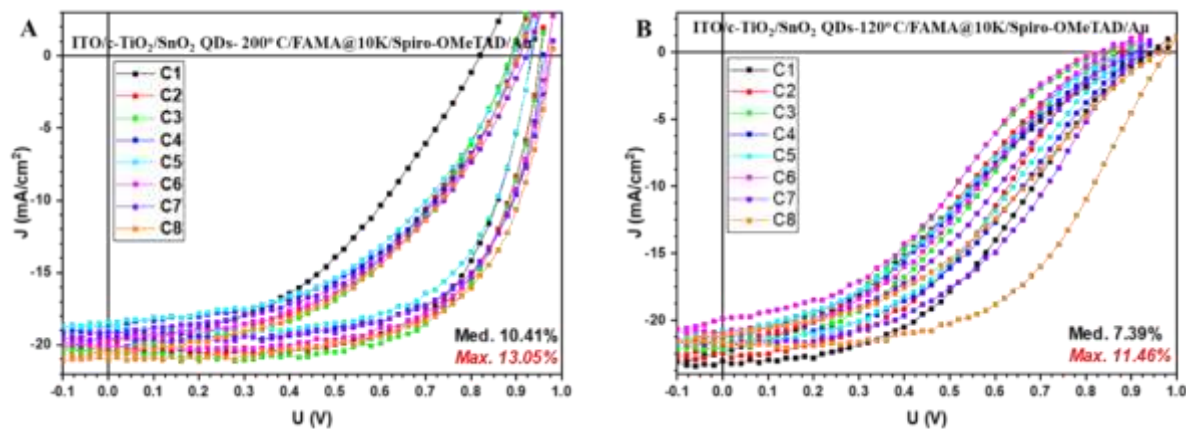 A
ITO/c-TiO₂/SnO₂ QDs- 200° C/FAMA@10K/Spiro-OMeTAD/Au
0
-5
-10
-15
-20
J (mA/cm²)
C1
C2
C3
C4
C5
C6
C7
C8
Med. 10.41%
Max. 13.05%
-0.1 0.0 0.1 0.2 0.3 0.4 0.5 0.6 0.7 0.8 0.9 1.0
U (V)
B
ITO/c-TiO₂/SnO₂ QDs-120° C/FAMA@10K/Spiro-OMeTAD/Au
0
-5
-10
-15
-20
J (mA/cm²)
C1
C2
C3
C4
C5
C6
C7
C8
Med. 7.39%
Max. 11.46%
-0.1 0.0 0.1 0.2 0.3 0.4 0.5 0.6 0.7 0.8 0.9 1.0
U (V)